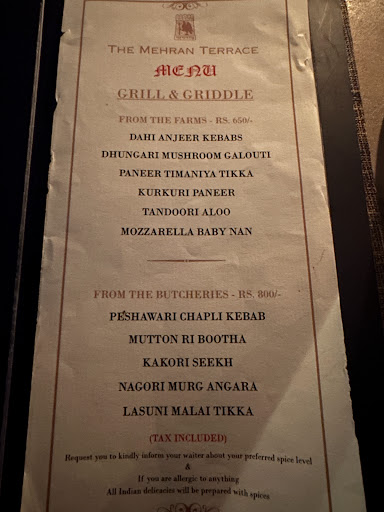 THE MEHRAN TERRACE
MENU
GRILL & GRIDDLE
FROM THE FARMS - RS. 650/-
DAHI ANJEER KEBABS
DHUNGARI MUSHROOM GALOUTI
PANEER TIMANIYA TIKKA
KURKURI PANEER
TANDOORI ALOO
MOZZARELLA BABY NAN
FROM THE BUTCHERIES - RS. 800/-
PESHAWARI CHAPLI KEBAB
MUTTON RI BOOTHA
KAKORI SEEKH
NAGORI MURG ANGARA
LASUNI MALAI TIKKA
(TAX INCLUDED)
Request you to kindly inform your waiter about your preferred spice level
&
If you are allergic to anything
All Indian delicacits will be prepared with spices